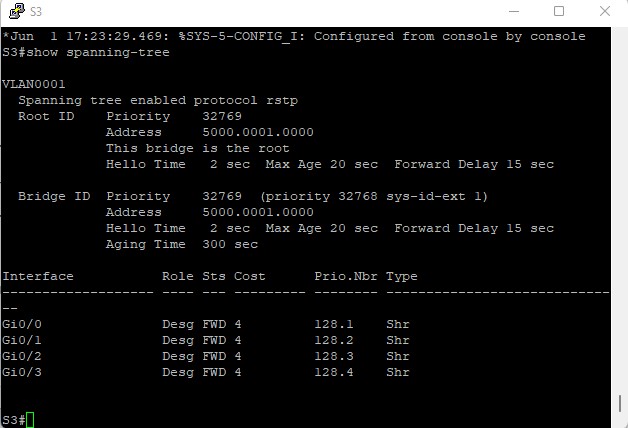 S3
*Jun  1 17:23:29.469: %SYS-5-CONFIG_I: Configured from console by console
S3#show spanning-tree
VLAN0001
  Spanning tree enabled protocol rstp
  Root ID    Priority    32769
             Address     5000.0001.0000
             This bridge is the root
             Hello Time   2 sec  Max Age 20 sec  Forward Delay 15 sec
  Bridge ID  Priority    32769  (priority 32768 sys-id-ext 1)
             Address     5000.0001.0000
             Hello Time   2 sec  Max Age 20 sec  Forward Delay 15 sec
             Aging Time  300 sec
Interface           Role Sts Cost      Prio.Nbr Type
------------------- ---- --- --------- -------- ----------------------------
--
Gi0/0               Desg FWD 4         128.1    Shr
Gi0/1               Desg FWD 4         128.2    Shr
Gi0/2               Desg FWD 4         128.3    Shr
Gi0/3               Desg FWD 4         128.4    Shr
S3#